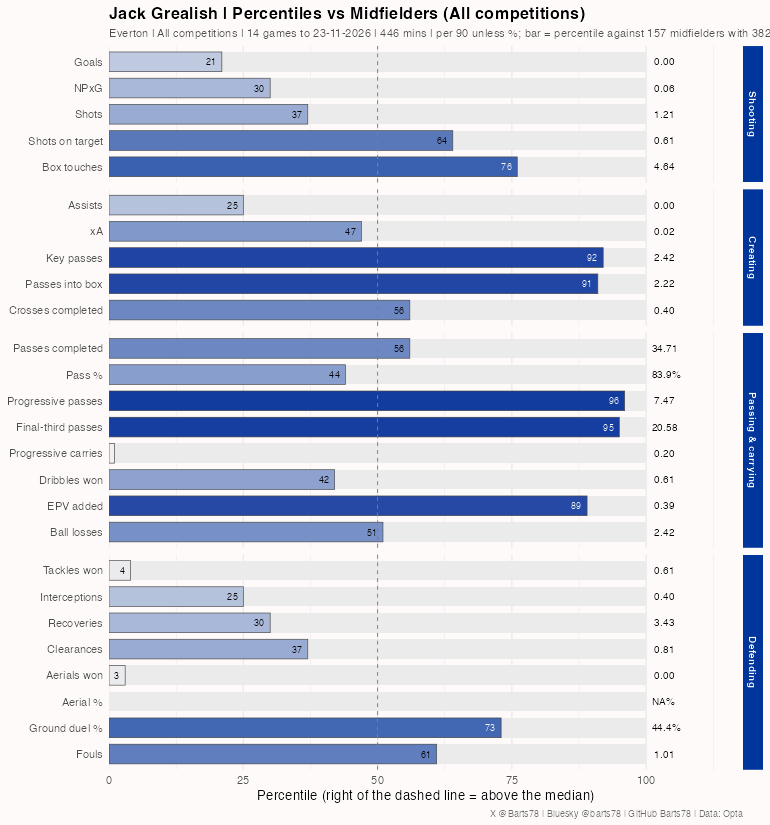 Jack Grealish | Percentiles vs Midfielders (All competitions)
Everton | All competitions | 14 games to 23-11-2026 | 446 mins | per 90 unless %; bar = percentile against 157 midfielders with 382
Shooting
Goals 21 0.00
NPxG 30 0.06
Shots 37 1.21
Shots on target 64 0.61
Box touches 76 4.64
Creating
Assists 25 0.00
xA 47 0.02
Key passes 92 2.42
Passes into box 91 2.22
Crosses completed 56 0.40
Passing & carrying
Passes completed 56 34.71
Pass % 44 83.9%
Progressive passes 96 7.47
Final-third passes 95 20.58
Progressive carries 0.20
Dribbles won 42 0.61
EPV added 89 0.39
Ball losses 51 2.42
Defending
Tackles won 4 0.61
Interceptions 25 0.40
Recoveries 30 3.43
Clearances 37 0.81
Aerials won 3 0.00
Aerial % NA%
Ground duel % 73 44.4%
Fouls 61 1.01
0 25 50 75 100
Percentile (right of the dashed line = above the median)
X @Barts78 | Bluesky @barts78 | GitHub Barts78 | Data: Opta